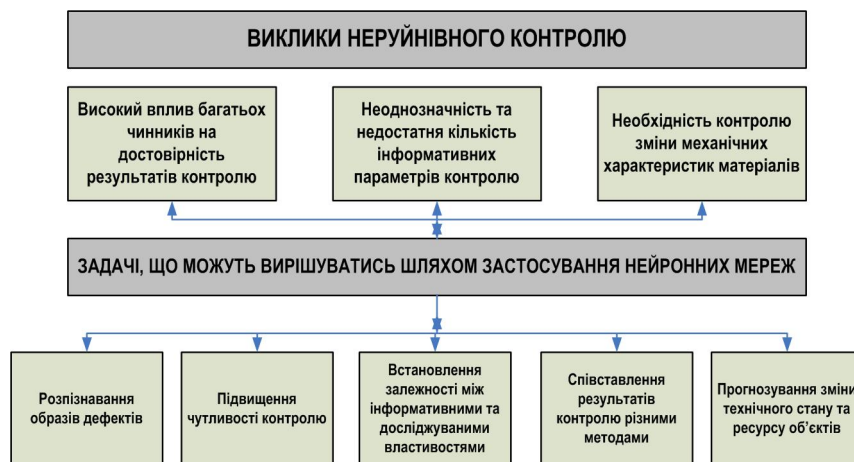 ВИКЛИКИ НЕРУЙНІВНОГО КОНТРОЛЮ
Високий вплив багатьох
чинників на
достовірність
результатів контролю
Неоднозначність та
недостатня кількість
інформативних
параметрів контролю
Необхідність контролю
зміни механічних
характеристик матеріалів
ЗАДАЧІ, ЩО МОЖУТЬ ВИРІШУВАТИСЬ ШЛЯХОМ ЗАСТОСУВАННЯ НЕЙРОННИХ МЕРЕЖ
Розпізнавання
образів дефектів
Підвищення
чутливості контролю
Встановлення
залежності між
інформативними та
досліджуваними
властивостями
Співставлення
результатів
контролю різними
методами
Прогнозування зміни
технічного стану та
ресурсу об’єктів